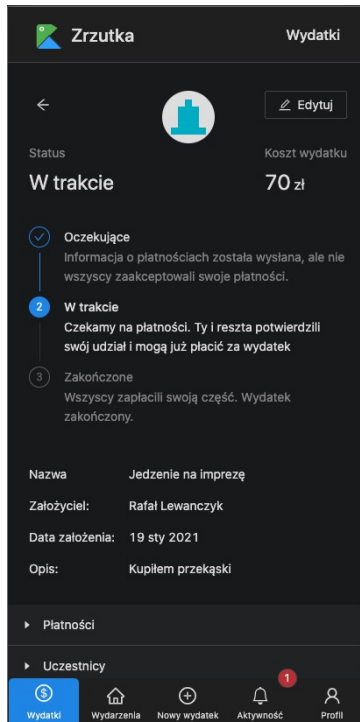 Zrzutka
Wydatki
Edytuj
Status
Koszt wydatku
W trakcie
70 zł
Oczekujące
Informacja o płatnościach została wysłana, ale nie
wszyscy zaakceptowali swoje płatności.
2
W trakcie
Czekamy na płatności. Ty i reszta potwierdzili
swój udział i mogą już płacić za wydatek
3
Zakończone
Wszyscy zapłacili swoją część. Wydatek
zakończony.
Nazwa Jedzenie na imprezę
Założyciel: Rafał Lewanczyk
Data założenia: 19 sty 2021
Opis: Kupiłem przekąski
Płatności
Uczestnicy
1
Wydatki Wydarzenia Nowy wydatek Aktywność Profil